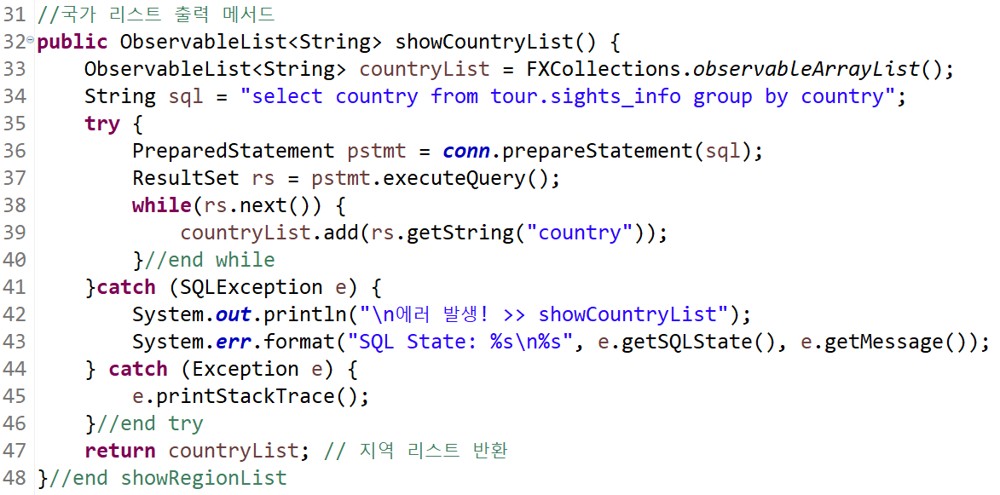 31 //국가 리스트 출력 메서드
32 public ObservableList<String> showCountryList() {
33     ObservableList<String> countryList = FXCollections.observableArrayList();
34     String sql = "select country from tour.sights_info group by country";
35     try {
36         PreparedStatement pstmt = conn.prepareStatement(sql);
37         ResultSet rs = pstmt.executeQuery();
38         while(rs.next()) {
39             countryList.add(rs.getString("country"));
40         }//end while
41     }catch (SQLException e) {
42         System.out.println("\n에러 발생! >> showCountryList");
43         System.err.format("SQL State: %s\n%s", e.getSQLState(), e.getMessage());
44     } catch (Exception e) {
45         e.printStackTrace();
46     }//end try
47     return countryList; // 지역 리스트 반환
48 }//end showRegionList